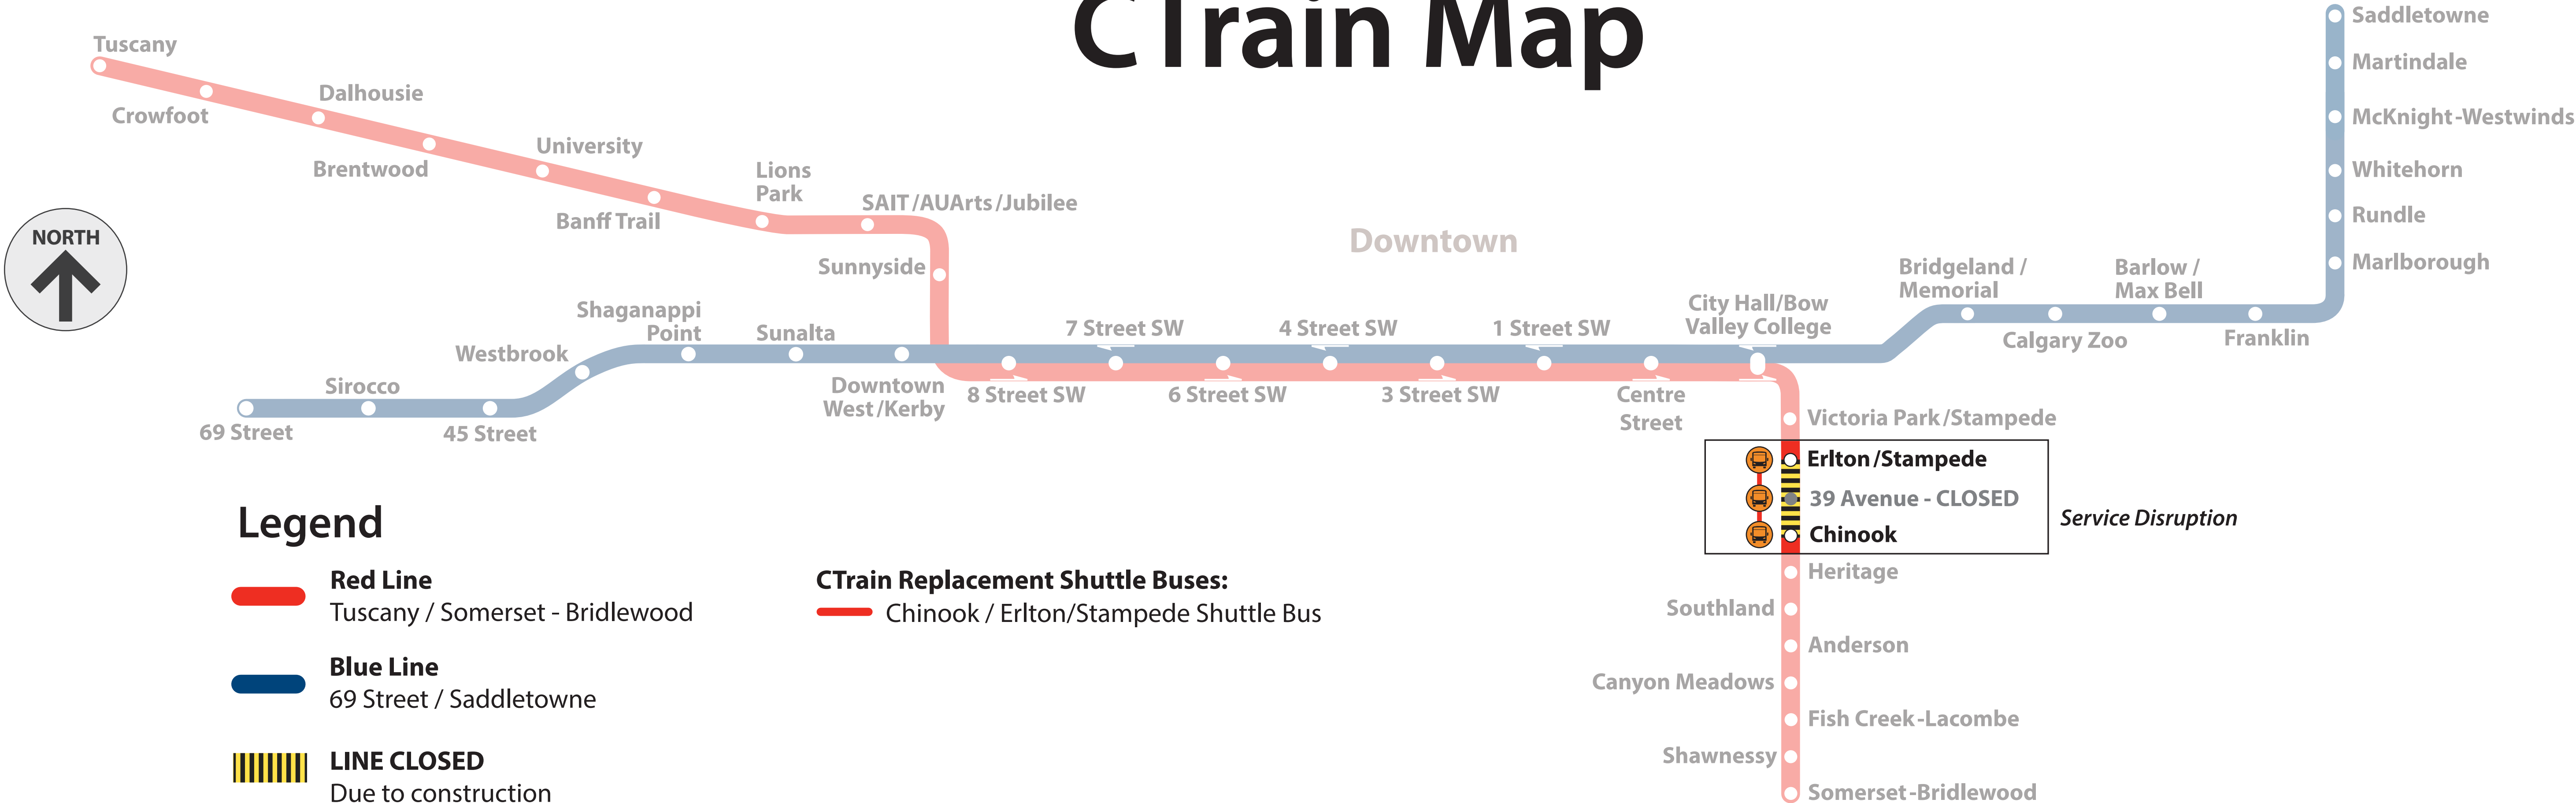 CTrain Map
Tuscany
Crowfoot
Dalhousie
Brentwood
University
Banff Trail
Lions
Park
SAIT/AUArts/Jubilee
Sunnyside
NORTH
Downtown
69 Street
Sirocco
45 Street
Westbrook
Shaganappi
Point
Sunalta
Downtown
West/Kerby
8 Street SW
7 Street SW
6 Street SW
4 Street SW
3 Street SW
1 Street SW
Centre
Street
City Hall/Bow
Valley College
Bridgeland /
Memorial
Calgary Zoo
Barlow /
Max Bell
Franklin
Saddletowne
Martindale
McKnight-Westwinds
Whitehorn
Rundle
Marlborough
Victoria Park/Stampede
Erlton/Stampede
39 Avenue - CLOSED
Chinook
Service Disruption
Heritage
Southland
Anderson
Canyon Meadows
Fish Creek-Lacombe
Shawnessy
Somerset-Bridlewood
Legend
Red Line
Tuscany / Somerset - Bridlewood
Blue Line
69 Street / Saddletowne
LINE CLOSED
Due to construction
CTrain Replacement Shuttle Buses:
Chinook / Erlton/Stampede Shuttle Bus